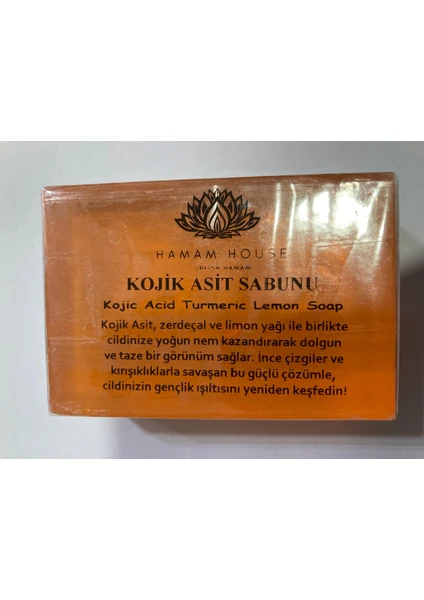 HAMAM HOUSE
TURKISH HAMAM
KOJİK ASİT SABUNU
Kojic Acid Turmeric Lemon Soap
Kojik Asit, zerdeçal ve limon yağı ile birlikte
cildinize yoğun nem kazandırarak dolgun
ve taze bir görünüm sağlar. İnce çizgiler ve
kırışıklıklarla savaşan bu güçlü çözümle,
cildinizin gençlik ışıltısını yeniden keşfedin!